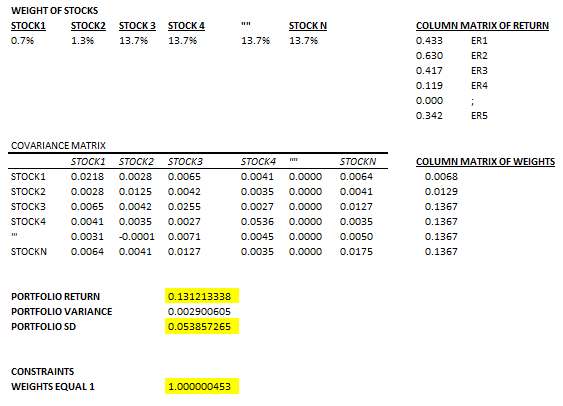 WEIGHT OF STOCKS
STOCK1 STOCK2 STOCK 3 STOCK 4 "" STOCK N COLUMN MATRIX OF RETURN
0.7% 1.3% 13.7% 13.7% 13.7% 13.7% 0.433 ER1
0.630 ER2
0.417 ER3
0.119 ER4
0.000 ;
0.342 ER5
COVARIANCE MATRIX
STOCK1 STOCK2 STOCK3 STOCK4 "" STOCKN COLUMN MATRIX OF WEIGHTS
STOCK1 0.0218 0.0028 0.0065 0.0041 0.0000 0.0064 0.0068
STOCK2 0.0028 0.0125 0.0042 0.0035 0.0000 0.0041 0.0129
STOCK3 0.0065 0.0042 0.0255 0.0027 0.0000 0.0127 0.1367
STOCK4 0.0041 0.0035 0.0027 0.0536 0.0000 0.0035 0.1367
"' 0.0031 -0.0001 0.0071 0.0045 0.0000 0.0050 0.1367
STOCKN 0.0064 0.0041 0.0127 0.0035 0.0000 0.0175 0.1367
PORTFOLIO RETURN 0.131213338
PORTFOLIO VARIANCE 0.002900605
PORTFOLIO SD 0.053857265
CONSTRAINTS
WEIGHTS EQUAL 1 1.000000453